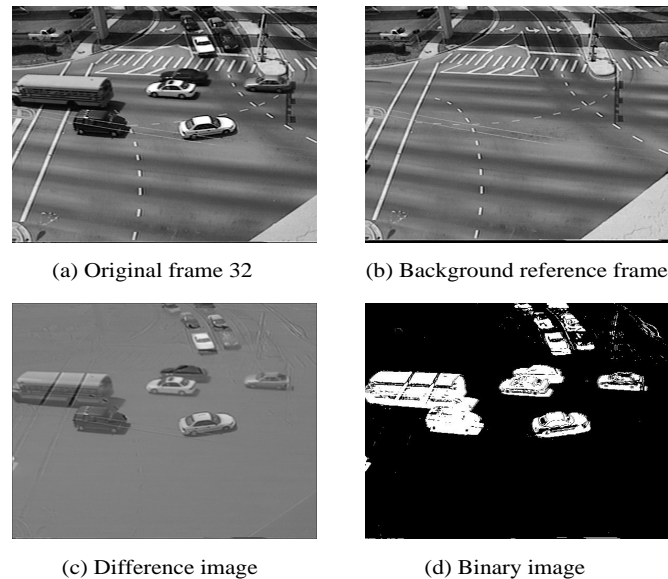 (a) Original frame 32
(b) Background reference frame
(c) Difference image
(d) Binary image